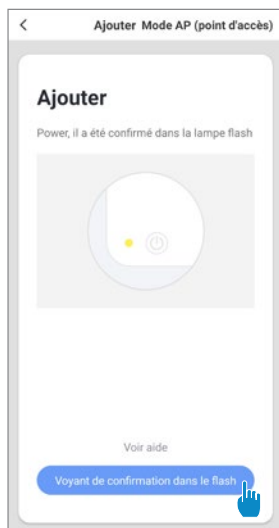 Ajouter Mode AP (point d'accès)
Ajouter
Power, il a été confirmé dans la lampe flash
Voir aide
Voyant de confirmation dans le flash